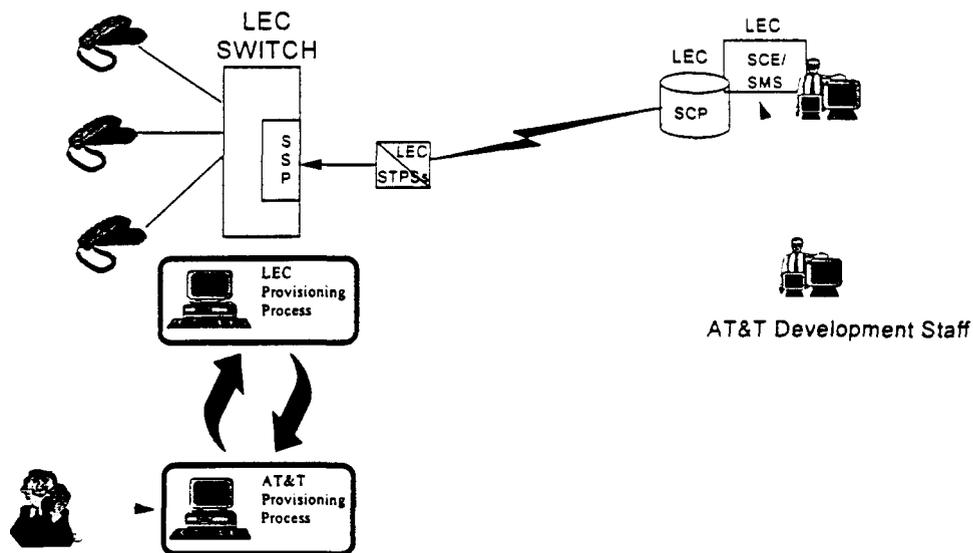 LEC
SWITCH
S
S
P
LEC
STPSs
LEC
SCP
LEC
SCE/
SMS
AT&T Development Staff
LEC
Provisioning
Process
AT&T
Provisioning
Process